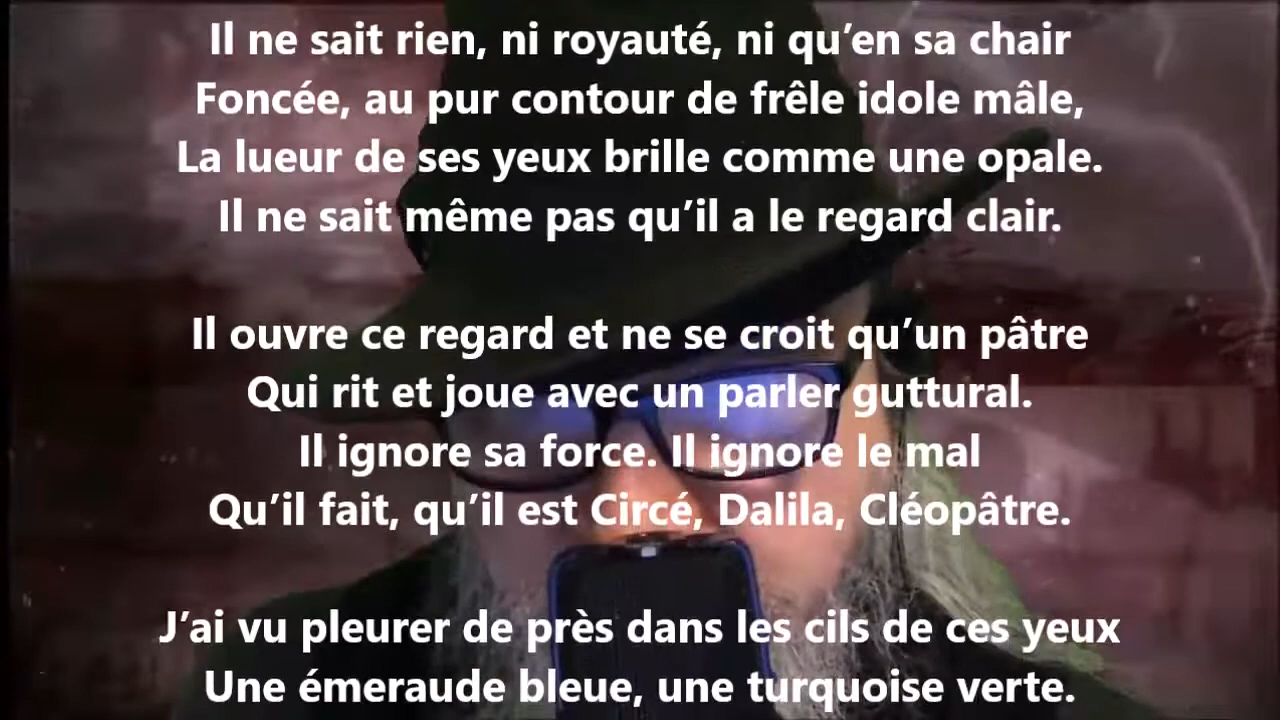 Il ne sait rien, ni royauté, ni qu’en sa chair
Foncée, au pur contour de frêle idole mâle,
La lueur de ses yeux brille comme une opale.
Il ne sait même pas qu’il a le regard clair.
Il ouvre ce regard et ne se croit qu’un pâtre
Qui rit et joue avec un parler guttural.
Il ignore sa force. Il ignore le mal
Qu’il fait, qu’il est Circé, Dalila, Cléopâtre.
J’ai vu pleurer de près dans les cils de ces yeux
Une émeraude bleue, une turquoise verte.